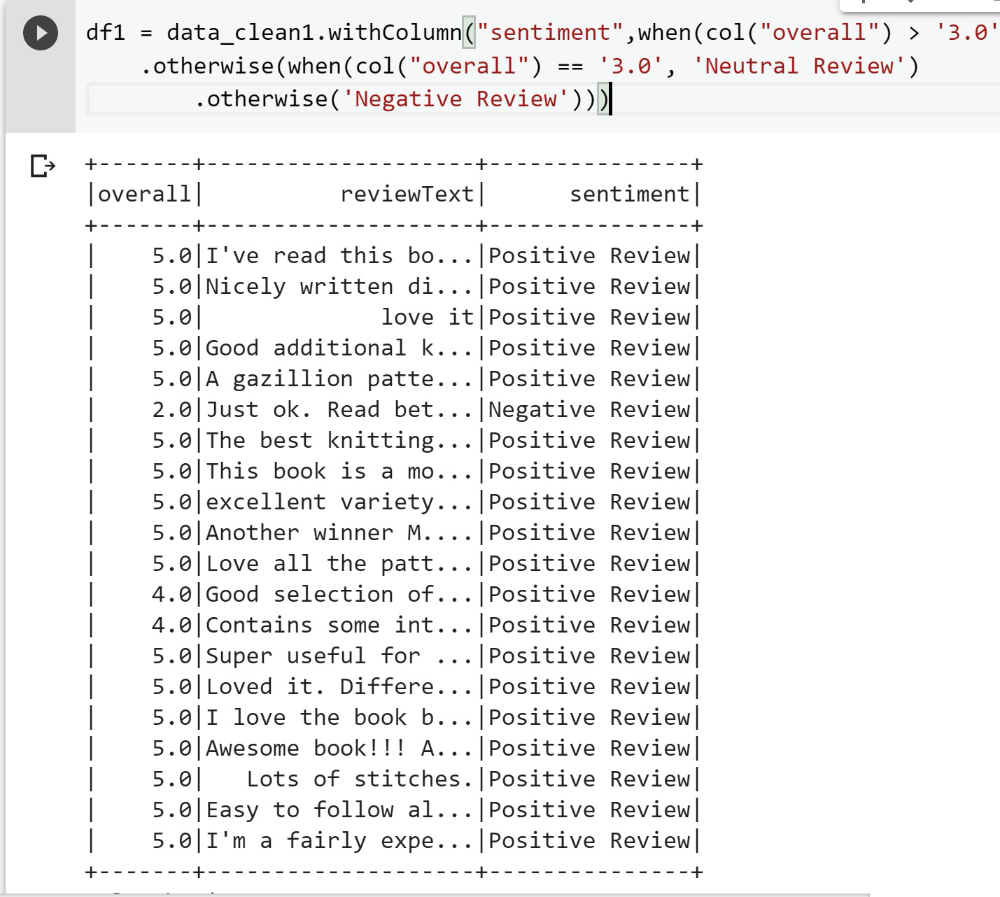 df1 = data_clean1.withColumn("sentiment",when(col("overall") > '3.0'
    .otherwise(when(col("overall") == '3.0', 'Neutral Review')
        .otherwise('Negative Review')))
+-------+--------------------+---------------+
|overall|          reviewText|      sentiment|
+-------+--------------------+---------------+
|    5.0|I've read this bo...|Positive Review|
|    5.0|Nicely written di...|Positive Review|
|    5.0|             love it|Positive Review|
|    5.0|Good additional k...|Positive Review|
|    5.0|A gazillion patte...|Positive Review|
|    2.0|Just ok. Read bet...|Negative Review|
|    5.0|The best knitting...|Positive Review|
|    5.0|This book is a mo...|Positive Review|
|    5.0|excellent variety...|Positive Review|
|    5.0|Another winner M....|Positive Review|
|    5.0|Love all the patt...|Positive Review|
|    4.0|Good selection of...|Positive Review|
|    4.0|Contains some int...|Positive Review|
|    5.0|Super useful for ...|Positive Review|
|    5.0|Loved it. Differe...|Positive Review|
|    5.0|I love the book b...|Positive Review|
|    5.0|Awesome book!!! A...|Positive Review|
|    5.0|   Lots of stitches.|Positive Review|
|    5.0|Easy to follow al...|Positive Review|
|    5.0|I'm a fairly expe...|Positive Review|
+-------+--------------------+---------------+